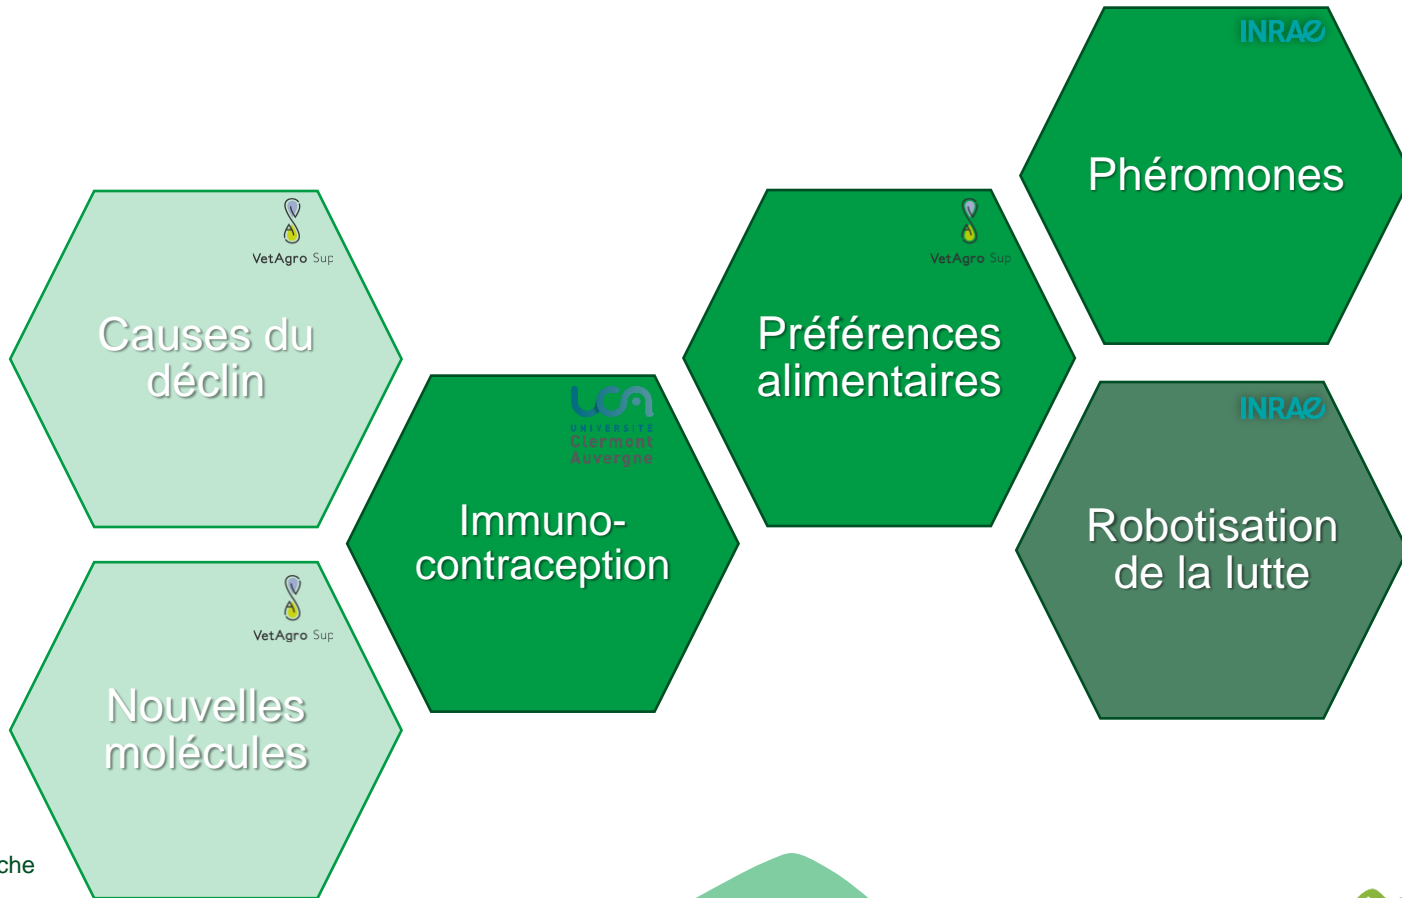 INRAE
Phéromones
VetAgro Sup
Causes du
déclin
VetAgro Sup
Préférences
alimentaires
UCA
UNIVERSITÉ
Clermont
Auvergne
Immuno-
contraception
INRAE
Robotisation
de la lutte
VetAgro Sup
Nouvelles
molécules
che